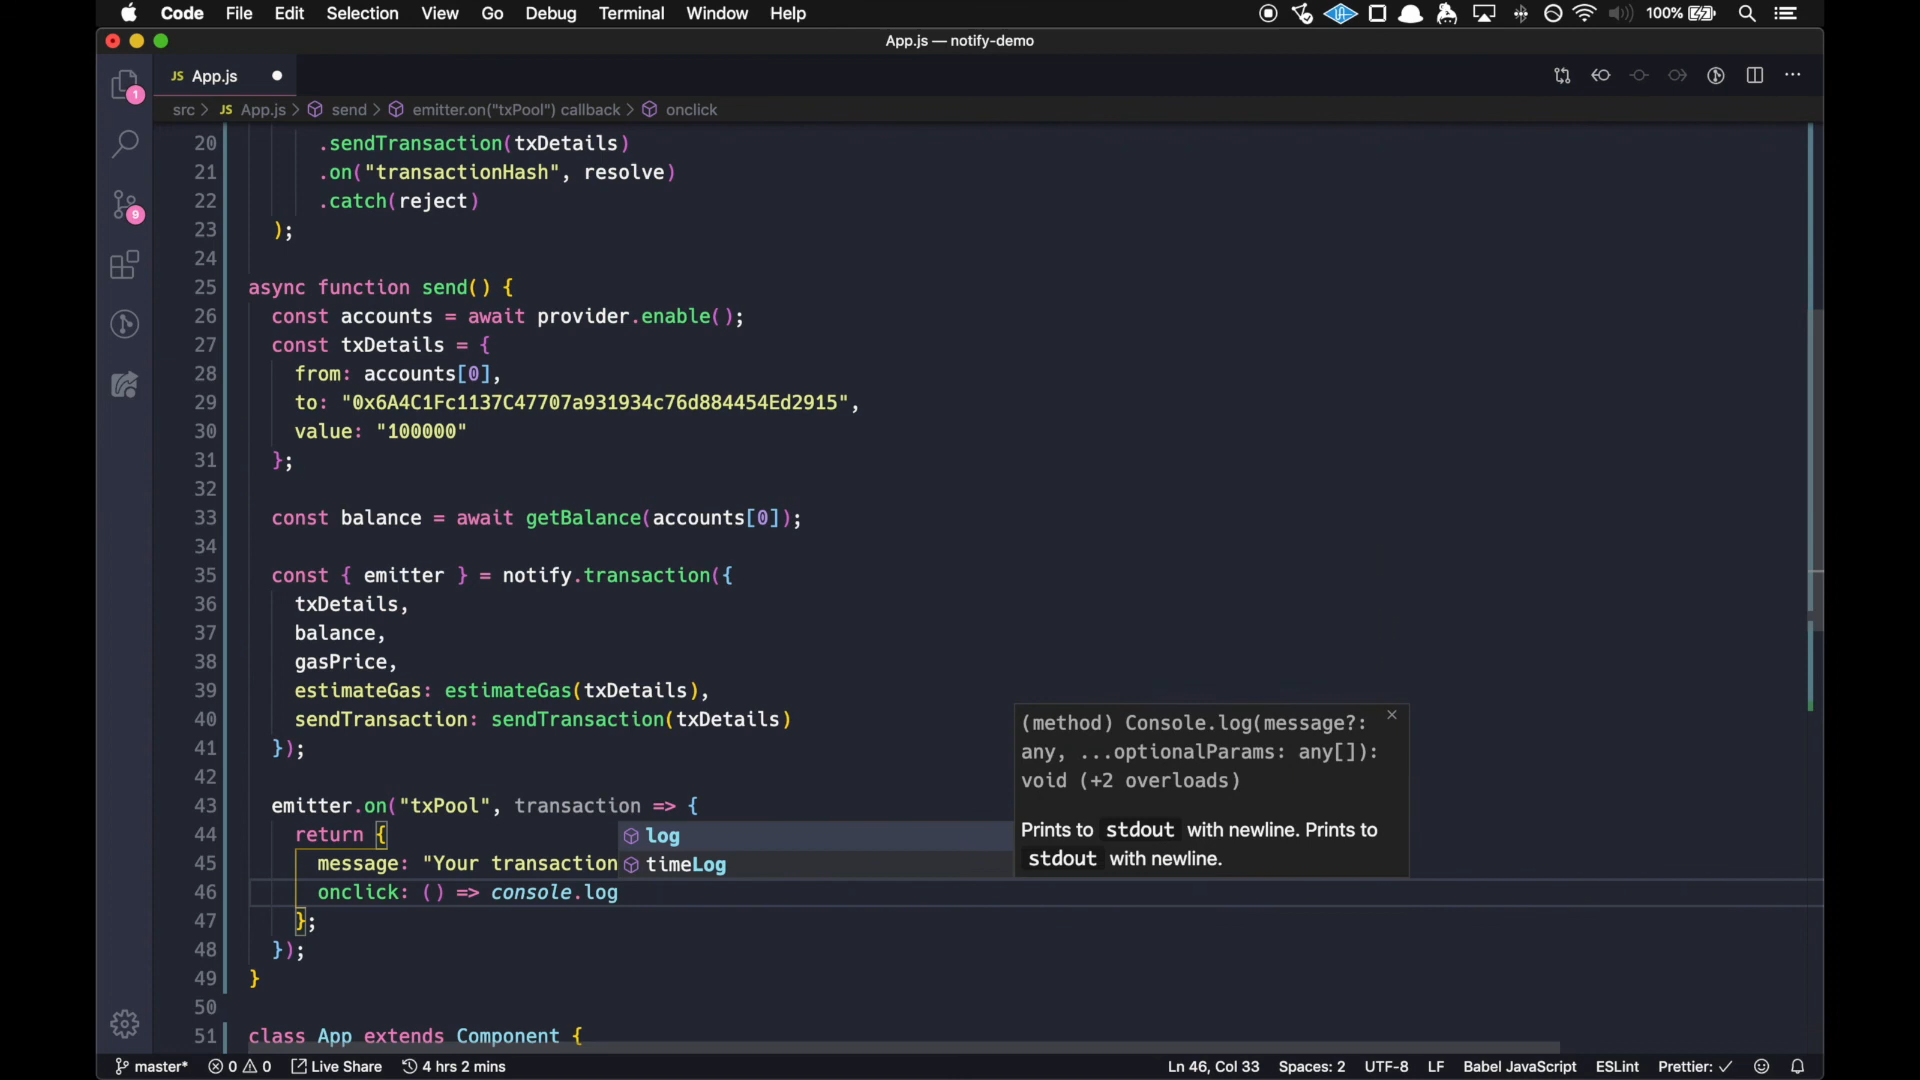 Code File Edit Selection View Go Debug Terminal Window Help 100%
App.js — notify-demo
JS App.js
src > JS App.js > send > emitter.on("txPool") callback > onclick
1
9
20 .sendTransaction(txDetails)
21 .on("transactionHash", resolve)
22 .catch(reject)
23 );
24
25 async function send() {
26 const accounts = await provider.enable();
27 const txDetails = {
28 from: accounts[0],
29 to: "0x6A4C1Fc1137C47707a931934c76d884454Ed2915",
30 value: "100000"
31 };
32
33 const balance = await getBalance(accounts[0]);
34
35 const { emitter } = notify.transaction({
36 txDetails,
37 balance,
38 gasPrice,
39 estimateGas: estimateGas(txDetails),
40 sendTransaction: sendTransaction(txDetails)
41 });
42
43 emitter.on("txPool", transaction => {
44 return {
45 message: "Your transaction
46 onclick: () => console.log
47 };
48 });
49 }
50
51 class App extends Component {
log
timeLog
(method) Console.log(message?:
any, ...optionalParams: any[]):
void (+2 overloads)
Prints to stdout with newline. Prints to
stdout with newline.
master* 0 0 Live Share 4 hrs 2 mins Ln 46, Col 33 Spaces: 2 UTF-8 LF Babel JavaScript ESLint Prettier: ✓